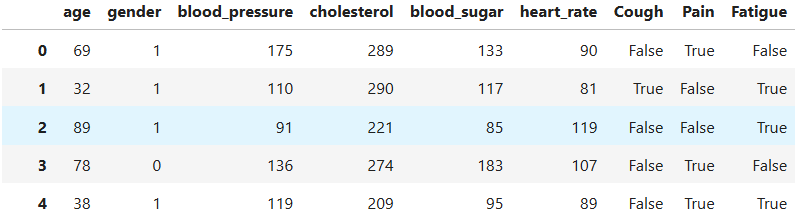 age gender blood_pressure cholesterol blood_sugar heart_rate Cough Pain Fatigue
0 69 1 175 289 133 90 False True False
1 32 1 110 290 117 81 True False True
2 89 1 91 221 85 119 False False True
3 78 0 136 274 183 107 False True False
4 38 1 119 209 95 89 False True True